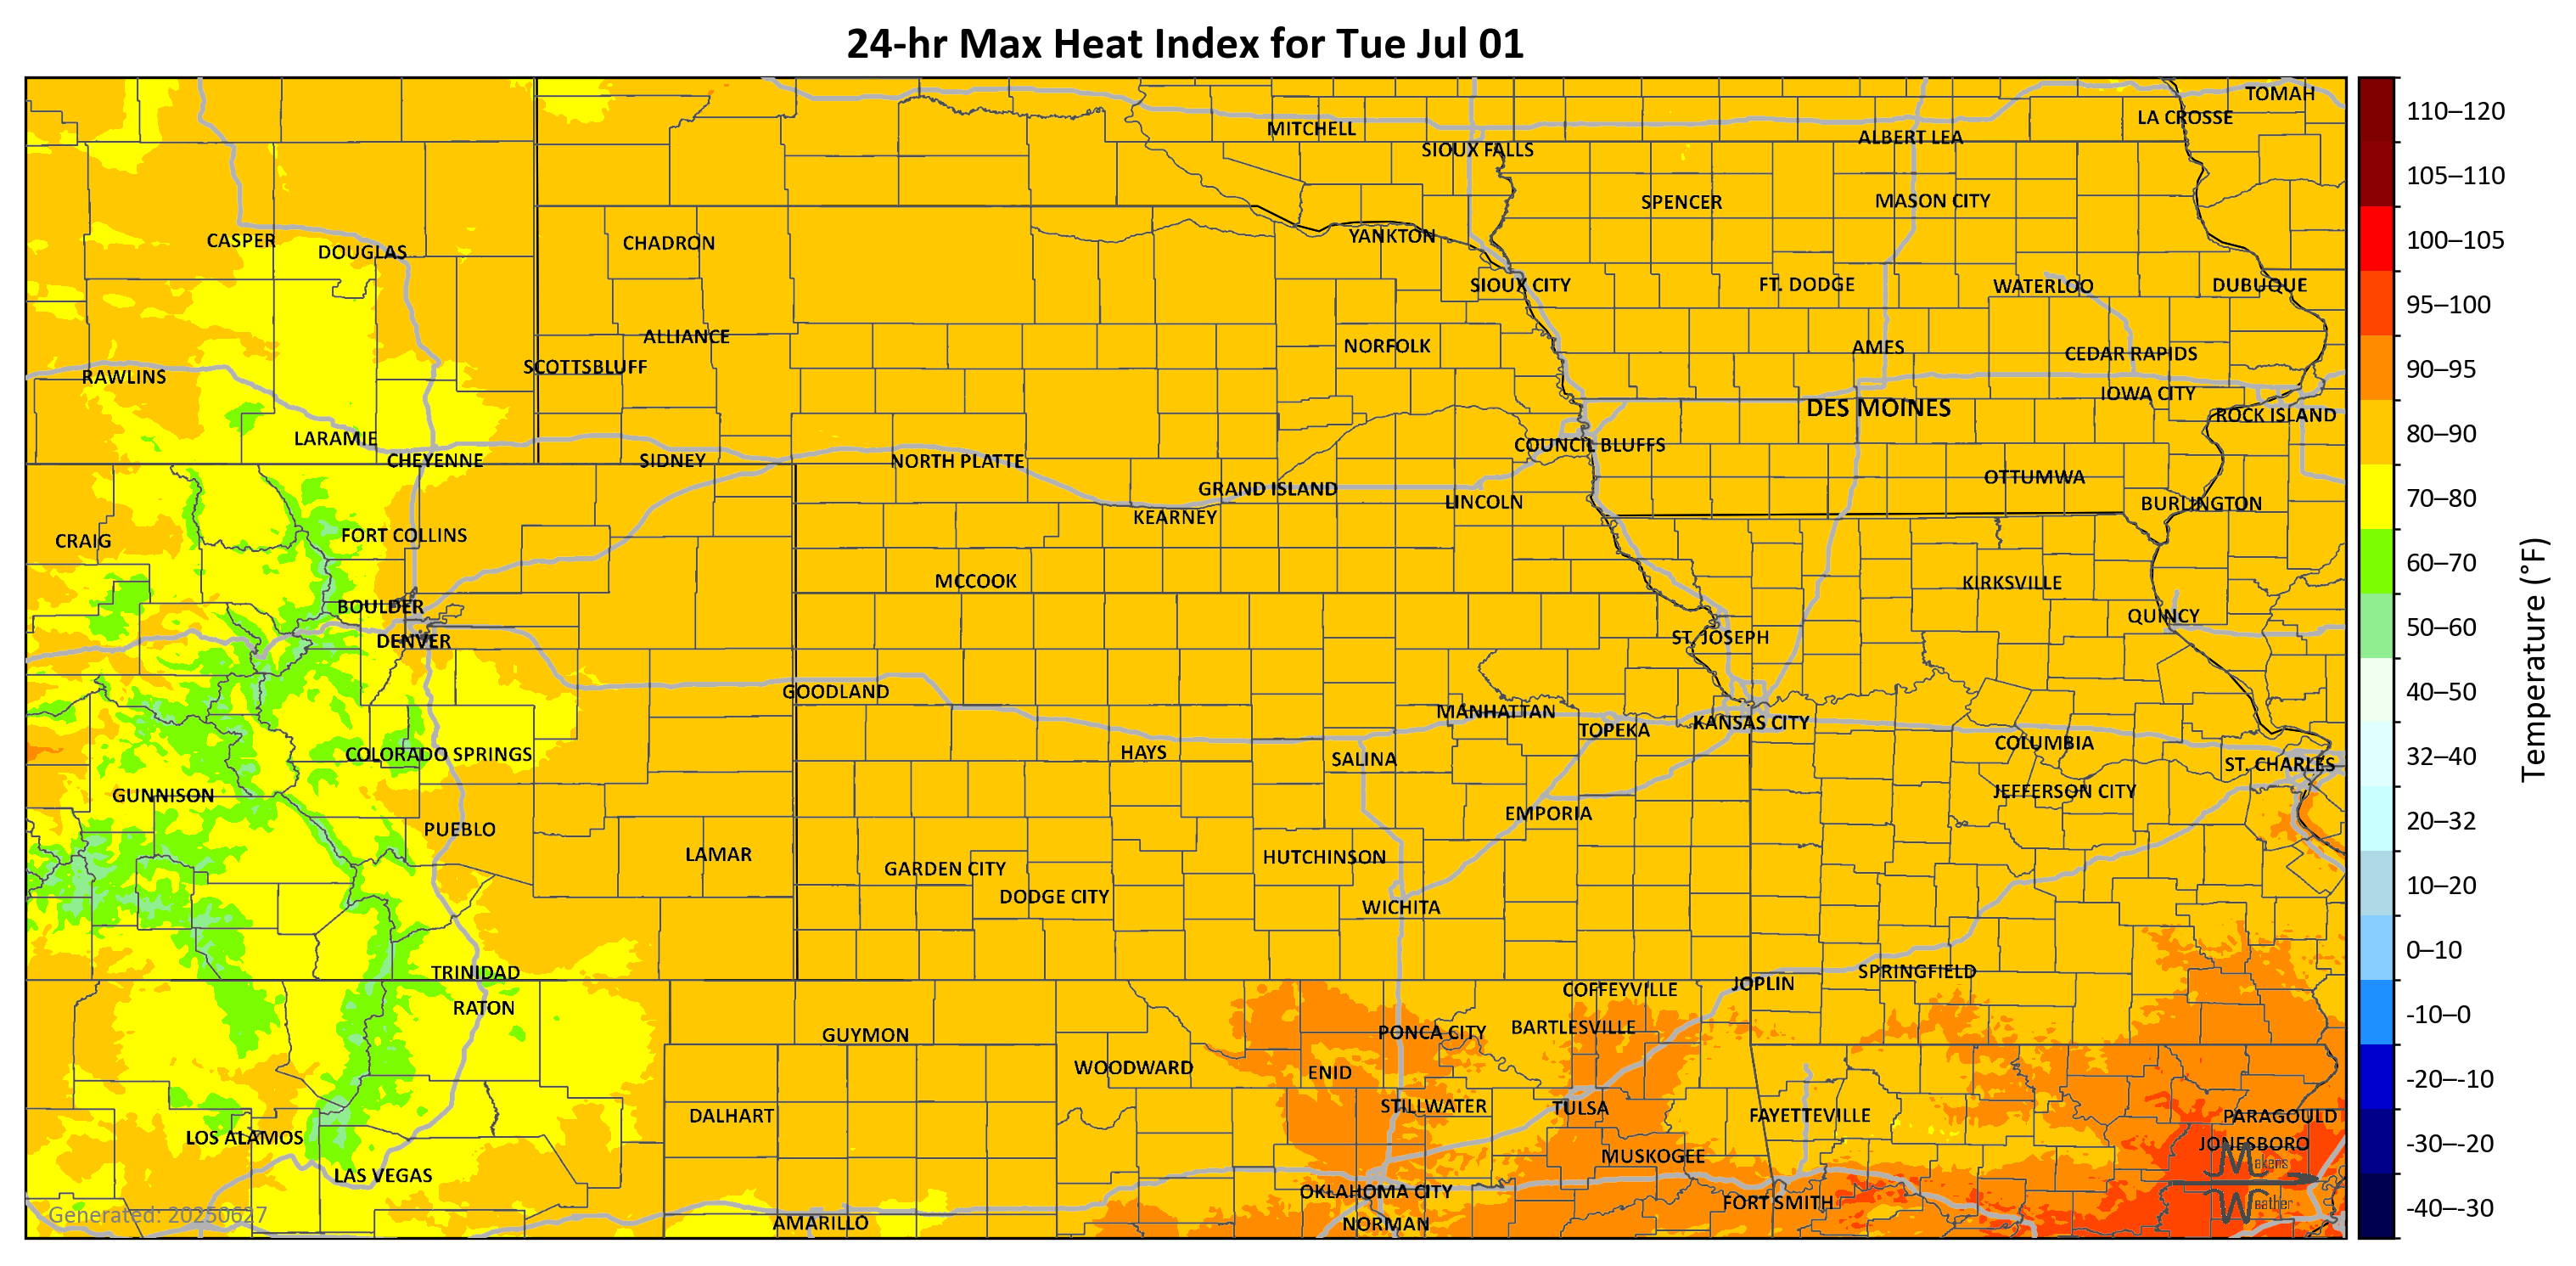 24-hr Max Heat Index for Tue Jul 01
TOMAH
LA CROSSE
MITCHELL
ALBERT LEA
SIOUX FALLS
SPENCER
MASON CITY
CASPER
DOUGLAS
CHADRON
YANKTON
SIOUX CITY
FT. DODGE
WATERLOO
DUBUQUE
ALLIANCE
NORFOLK
AMES
CEDAR RAPIDS
SCOTTSBLUFF
RAWLINS
IOWA CITY
DES MOINES
ROCK ISLAND
LARAMIE
COUNCIL BLUFFS
CHEYENNE
SIDNEY
NORTH PLATTE
OTTUMWA
GRAND ISLAND
LINCOLN
BURLINGTON
KEARNEY
CRAIG
FORT COLLINS
MCCOOK
KIRKSVILLE
BOULDER
QUINCY
DENVER
ST. JOSEPH
GOODLAND
MANHATTAN
TOPEKA
KANSAS CITY
COLORADO SPRINGS
HAYS
SALINA
COLUMBIA
ST. CHARLES
GUNNISON
JEFFERSON CITY
EMPORIA
PUEBLO
LAMAR
HUTCHINSON
GARDEN CITY
DODGE CITY
WICHITA
TRINIDAD
SPRINGFIELD
JOPLIN
COFFEYVILLE
RATON
GUYMON
PONCA CITY
BARTLESVILLE
WOODWARD
ENID
STILLWATER
TULSA
DALHART
FAYETTEVILLE
PARAGOULD
LOS ALAMOS
JONESBORO
MUSKOGEE
LAS VEGAS
OKLAHOMA CITY
FORT SMITH
AMARILLO
NORMAN
Generated: 20250627
Makens
Weather
110–120
105–110
100–105
95–100
90–95
80–90
70–80
60–70
50–60
40–50
32–40
20–32
10–20
0–10
-10–0
-20–-10
-30–-20
-40–-30
Temperature (°F)